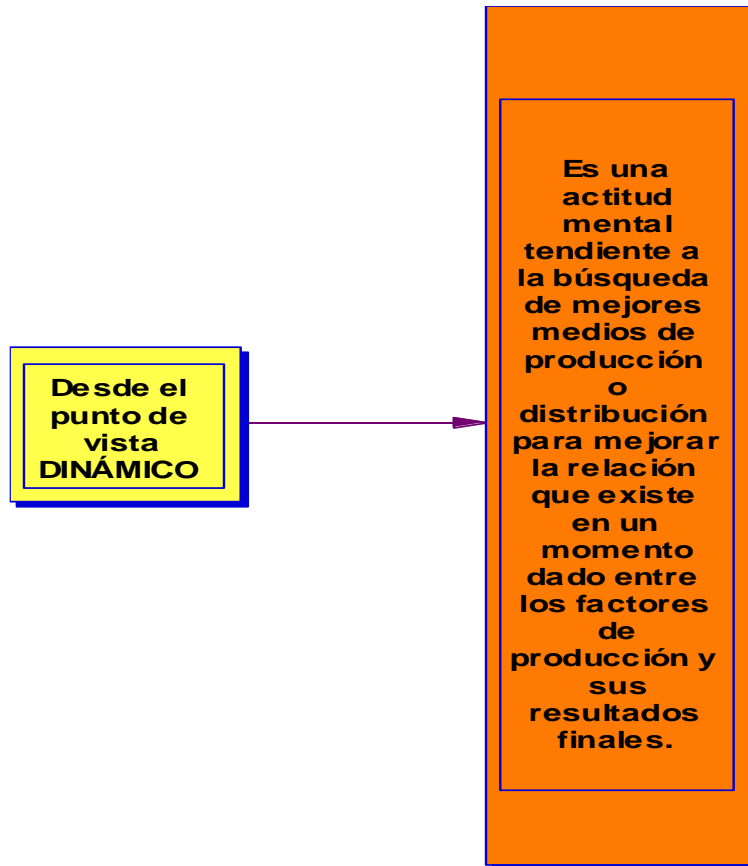 Desde el
punto de
vista
DINÁMICO
Es una
actitud
mental
tendiente a
la búsqueda
de mejores
medios de
producción
o
distribución
para mejorar
la relación
que existe
en un
momento
dado entre
los factores
de
producción y
sus
resultados
finales.